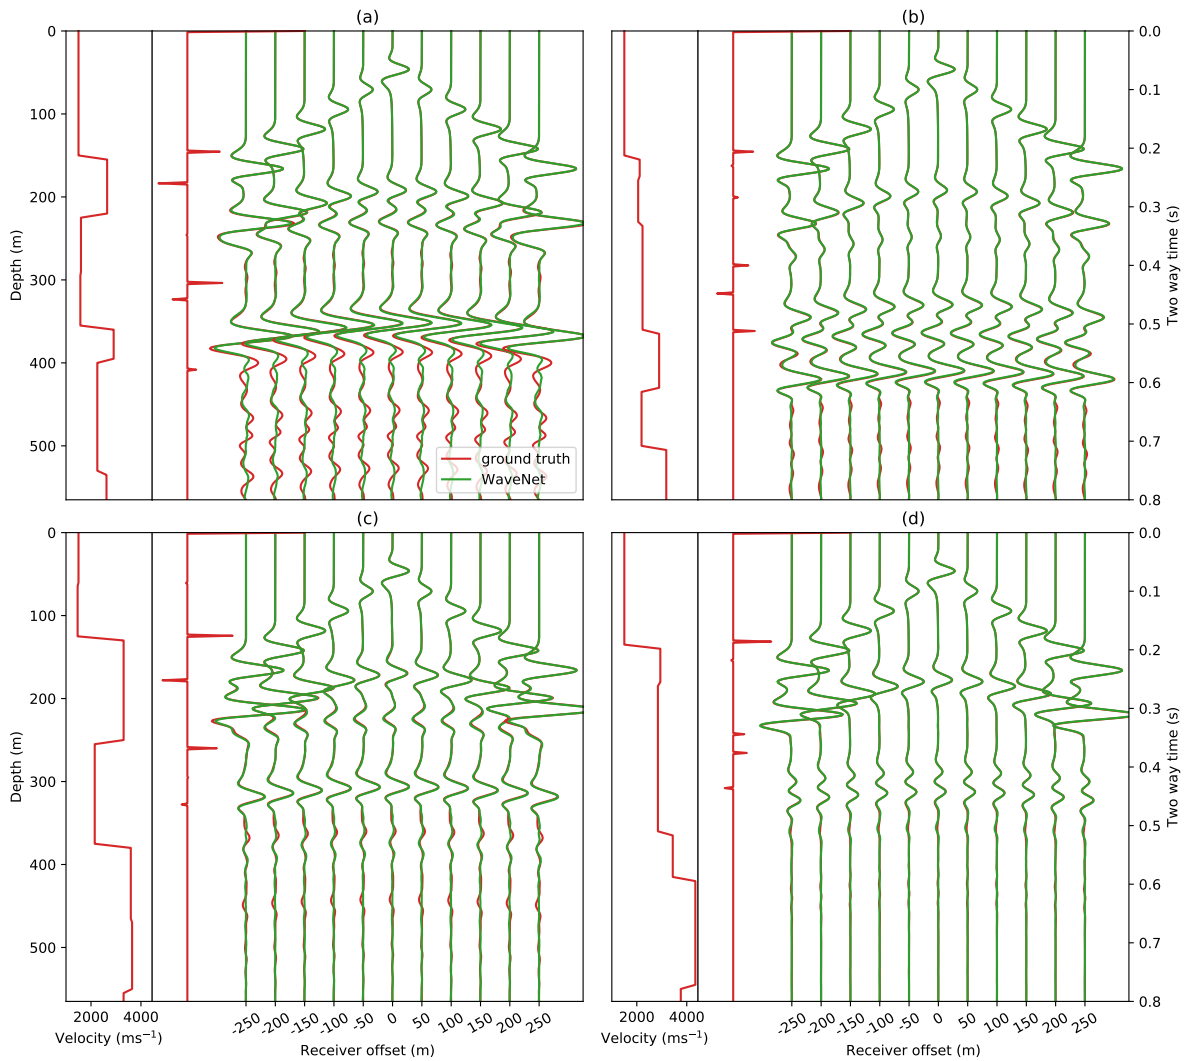 (a)
(b)
0
100
200
300
400
500
Depth (m)
0.0
0.1
0.2
0.3
0.4
0.5
0.6
0.7
0.8
Two way time (s)
ground truth
WaveNet
(c)
(d)
0
100
200
300
400
500
Depth (m)
0.0
0.1
0.2
0.3
0.4
0.5
0.6
0.7
0.8
Two way time (s)
2000 4000
-250 -200 -150 -100 -50 0 50 100 150 200 250
2000 4000
-250 -200 -150 -100 -50 0 50 100 150 200 250
Velocity (ms⁻¹)
Receiver offset (m)
Velocity (ms⁻¹)
Receiver offset (m)